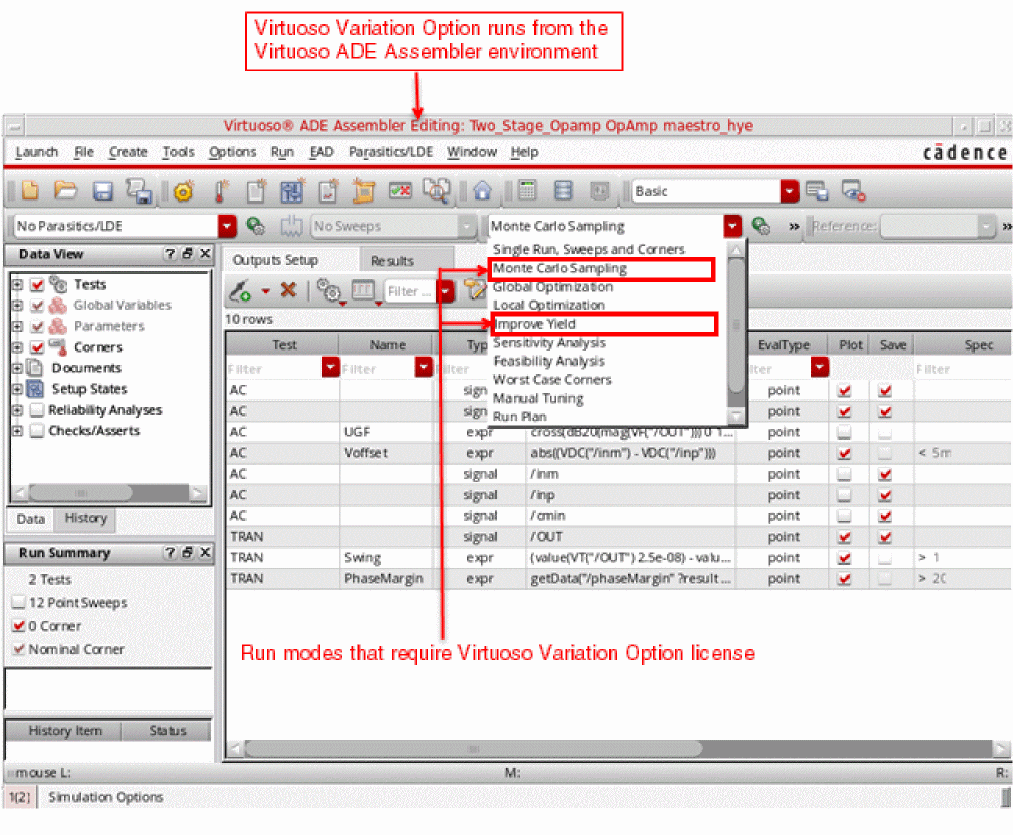 Virtuoso Variation Option runs from the
Virtuoso ADE Assembler environment
Virtuoso® ADE Assembler Editing: Two_Stage_Opamp OpAmp maestro_hye
Launch File Create Tools Options Run EAD Parasitics/LDE Window Help
cādence
Basic
No Parasitics/LDE No Sweeps Monte Carlo Sampling » Reference: »
Data View ? Outputs Setup Results
Single Run, Sweeps and Corners
Monte Carlo Sampling
Global Optimization
Local Optimization
Improve Yield
Sensitivity Analysis
Feasibility Analysis
Worst Case Corners
Manual Tuning
Run Plan
Tests
Global Variables
Parameters
Corners
Documents
Setup States
Reliability Analyses
Checks/Asserts
Data History
Filter ...
10 rows
Test Name Typ EvalType Plot Save Spec
Filter Filter ilter lter Filter
AC sign point
AC sign point
AC UGF expr cross(dB20(mag(VF("/OUT"))) 0 1... point
AC Voffset expr abs((VDC("/inm") - VDC("/inp"))) point < 5m
AC signal /inm point
AC signal /inp point
AC signal /cmin point
TRAN signal /OUT point
TRAN Swing expr (value(VT("/OUT") 2.5e-08) - valu... point > 1
TRAN PhaseMargin expr getData("/phaseMargin" ?result ... point > 20
Run Summary ?
2 Tests
12 Point Sweeps
0 Corner
Nominal Corner
Run modes that require Virtuoso Variation Option license
History Item Status
mouse L: M: R:
1(2) Simulation Options